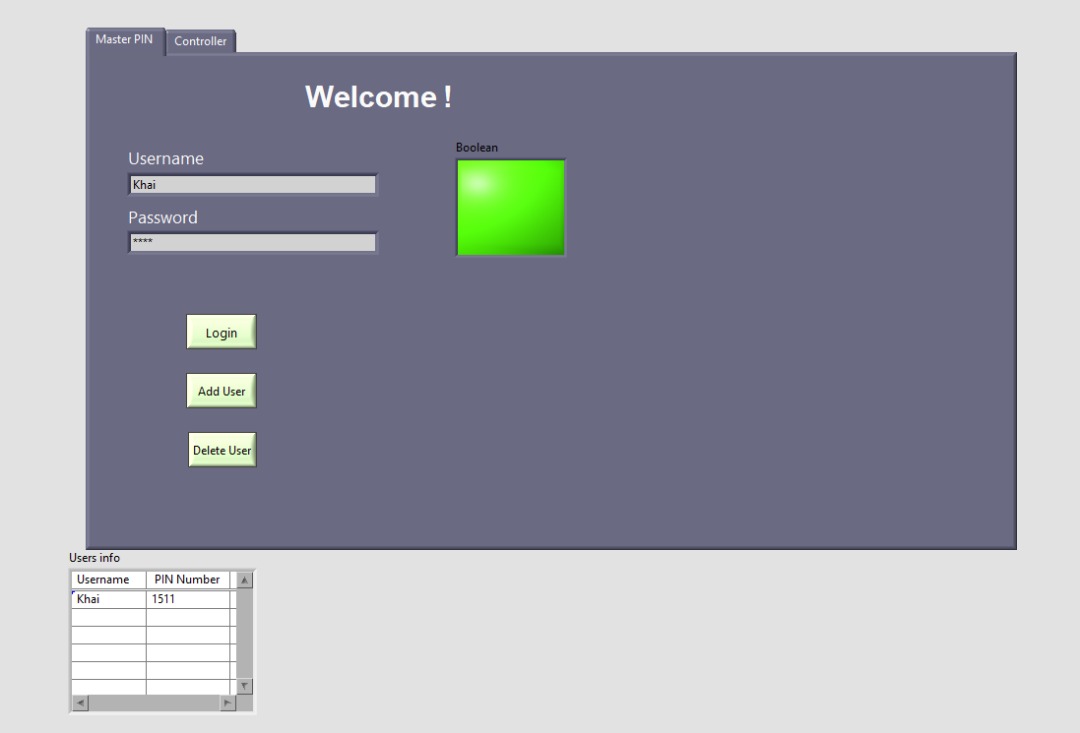 Master PIN
Controller
Welcome !
Username
Khai
Password
****
Boolean
Login
Add User
Delete User
Users info
Username PIN Number
Khai 1511